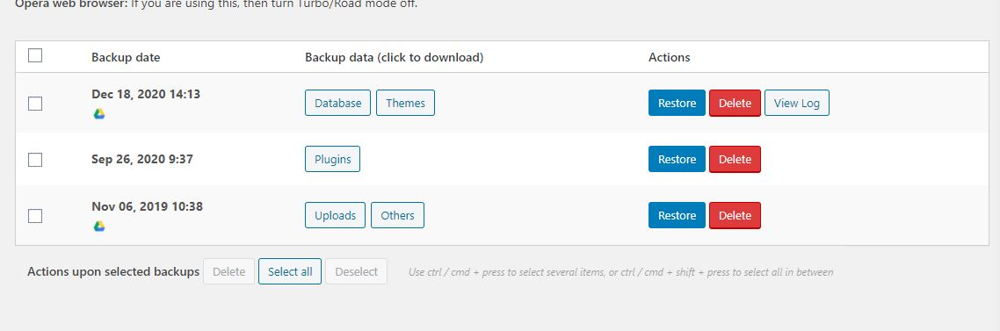 Opera web browser: If you are using this, then turn Turbo/Road mode off.
Backup date Backup data (click to download) Actions
Dec 18, 2020 14:13 Database Themes Restore Delete View Log
Sep 26, 2020 9:37 Plugins Restore Delete
Nov 06, 2019 10:38 Uploads Others Restore Delete
Actions upon selected backups Delete Select all Deselect Use ctrl / cmd + press to select several items, or ctrl / cmd + shift + press to select all in between